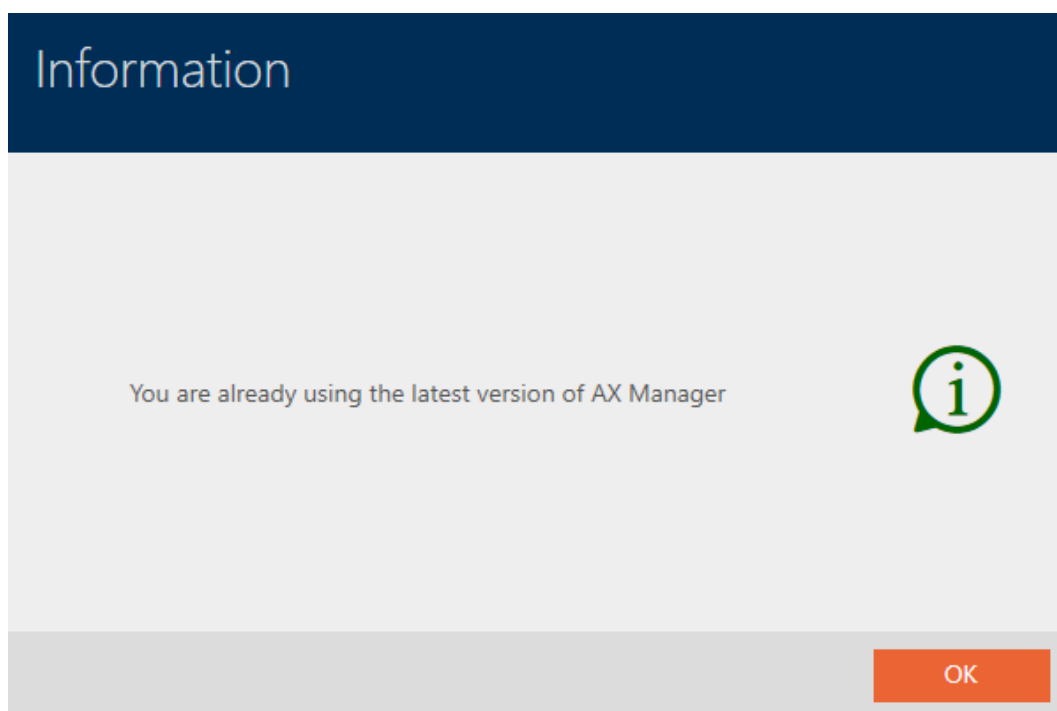 Information
You are already using the latest version of AX Manager
i
OK